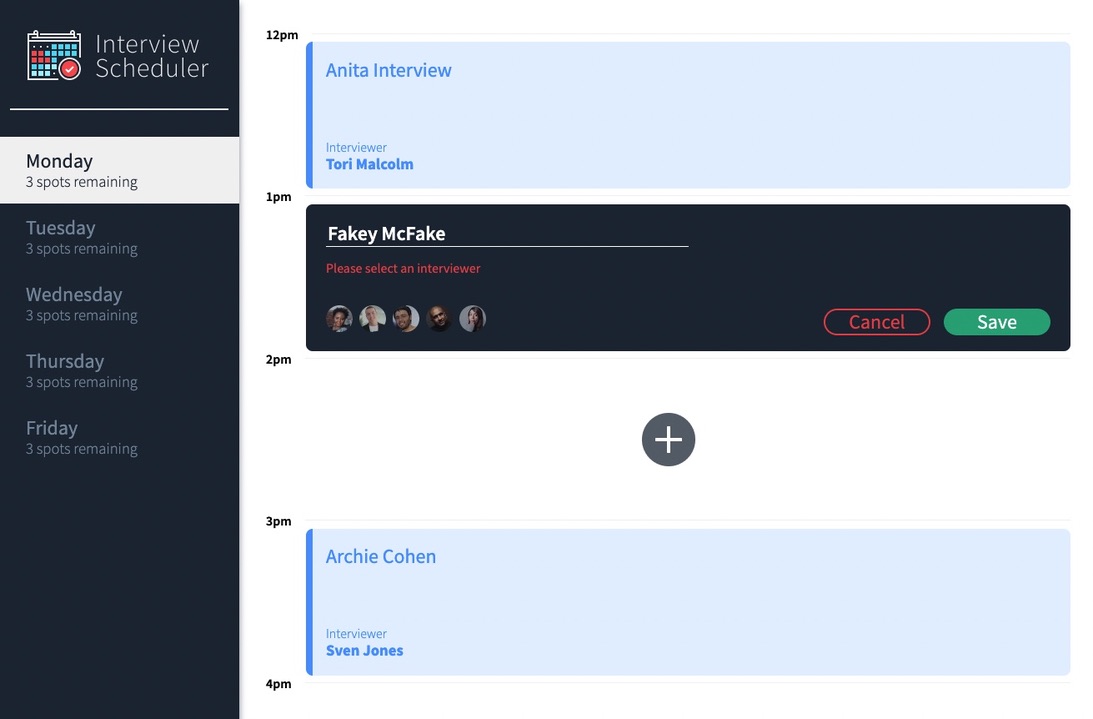 Interview
Scheduler
Monday
3 spots remaining
Tuesday
3 spots remaining
Wednesday
3 spots remaining
Thursday
3 spots remaining
Friday
3 spots remaining
12pm
Anita Interview
Interviewer
Tori Malcolm
1pm
Fakey McFake
Please select an interviewer
Cancel
Save
2pm
3pm
Archie Cohen
Interviewer
Sven Jones
4pm